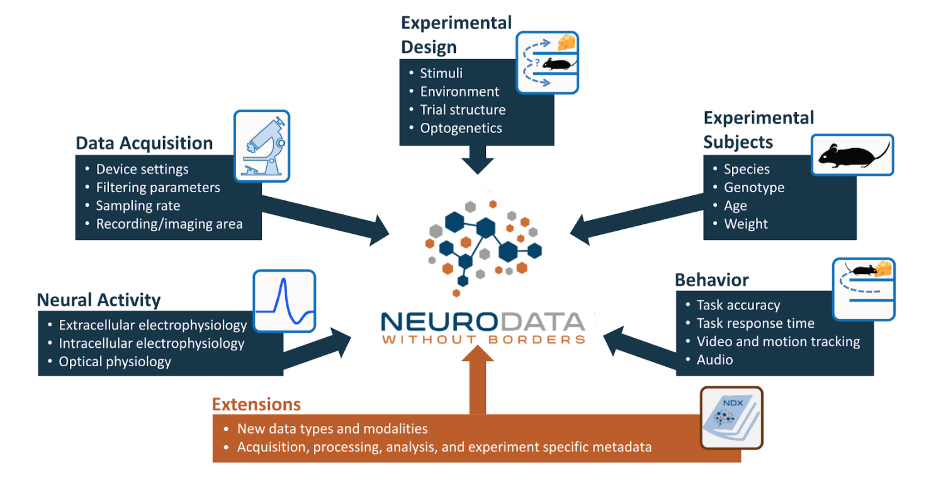 Experimental
Design
• Stimuli
• Environment
• Trial structure
• Optogenetics
?
Data Acquisition
• Device settings
• Filtering parameters
• Sampling rate
• Recording/imaging area
Experimental
Subjects
• Species
• Genotype
• Age
• Weight
Neural Activity
• Extracellular electrophysiology
• Intracellular electrophysiology
• Optical physiology
NEURODATA
WITHOUT BORDERS
Behavior
• Task accuracy
• Task response time
• Video and motion tracking
• Audio
Extensions
• New data types and modalities
• Acquisition, processing, analysis, and experiment specific metadata
NDX